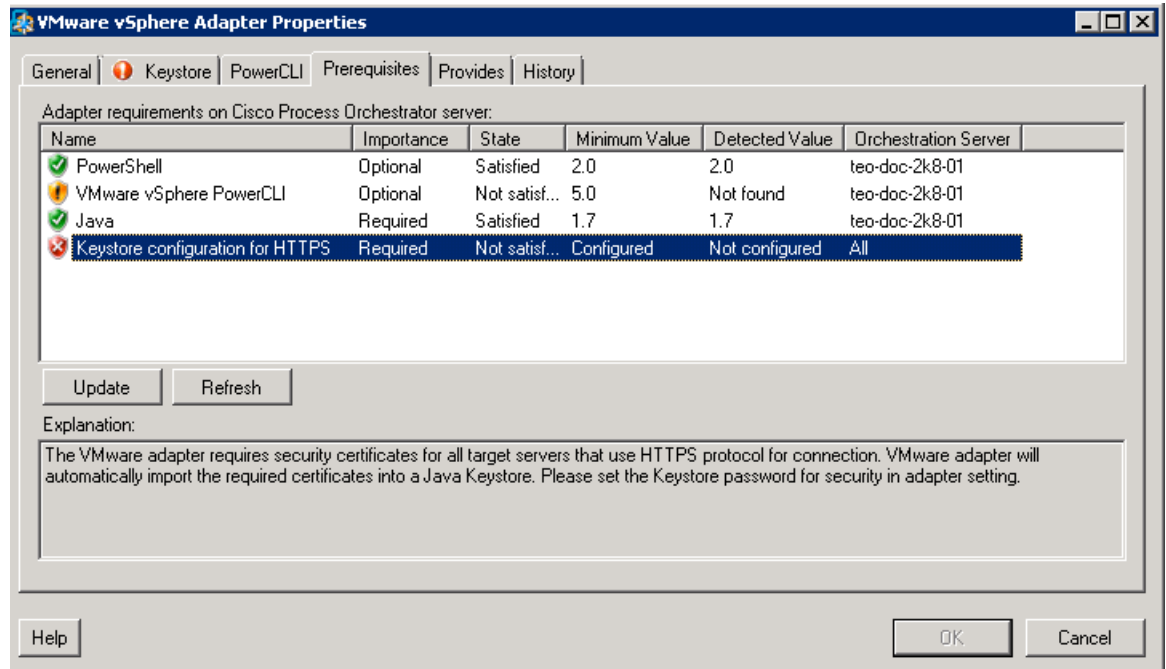 VMware vSphere Adapter Properties
General Keystore PowerCLI Prerequisites Provides History
Adapter requirements on Cisco Process Orchestrator server:
Name Importance State Minimum Value Detected Value Orchestration Server
PowerShell Optional Satisfied 2.0 2.0 teo-doc-2k8-01
VMware vSphere PowerCLI Optional Not satisf... 5.0 Not found teo-doc-2k8-01
Java Required Satisfied 1.7 1.7 teo-doc-2k8-01
Keystore configuration for HTTPS Required Not satisf... Configured Not configured All
Update Refresh
Explanation:
The VMware adapter requires security certificates for all target servers that use HTTPS protocol for connection. VMware adapter will
automatically import the required certificates into a Java Keystore. Please set the Keystore password for security in adapter setting.
Help OK Cancel